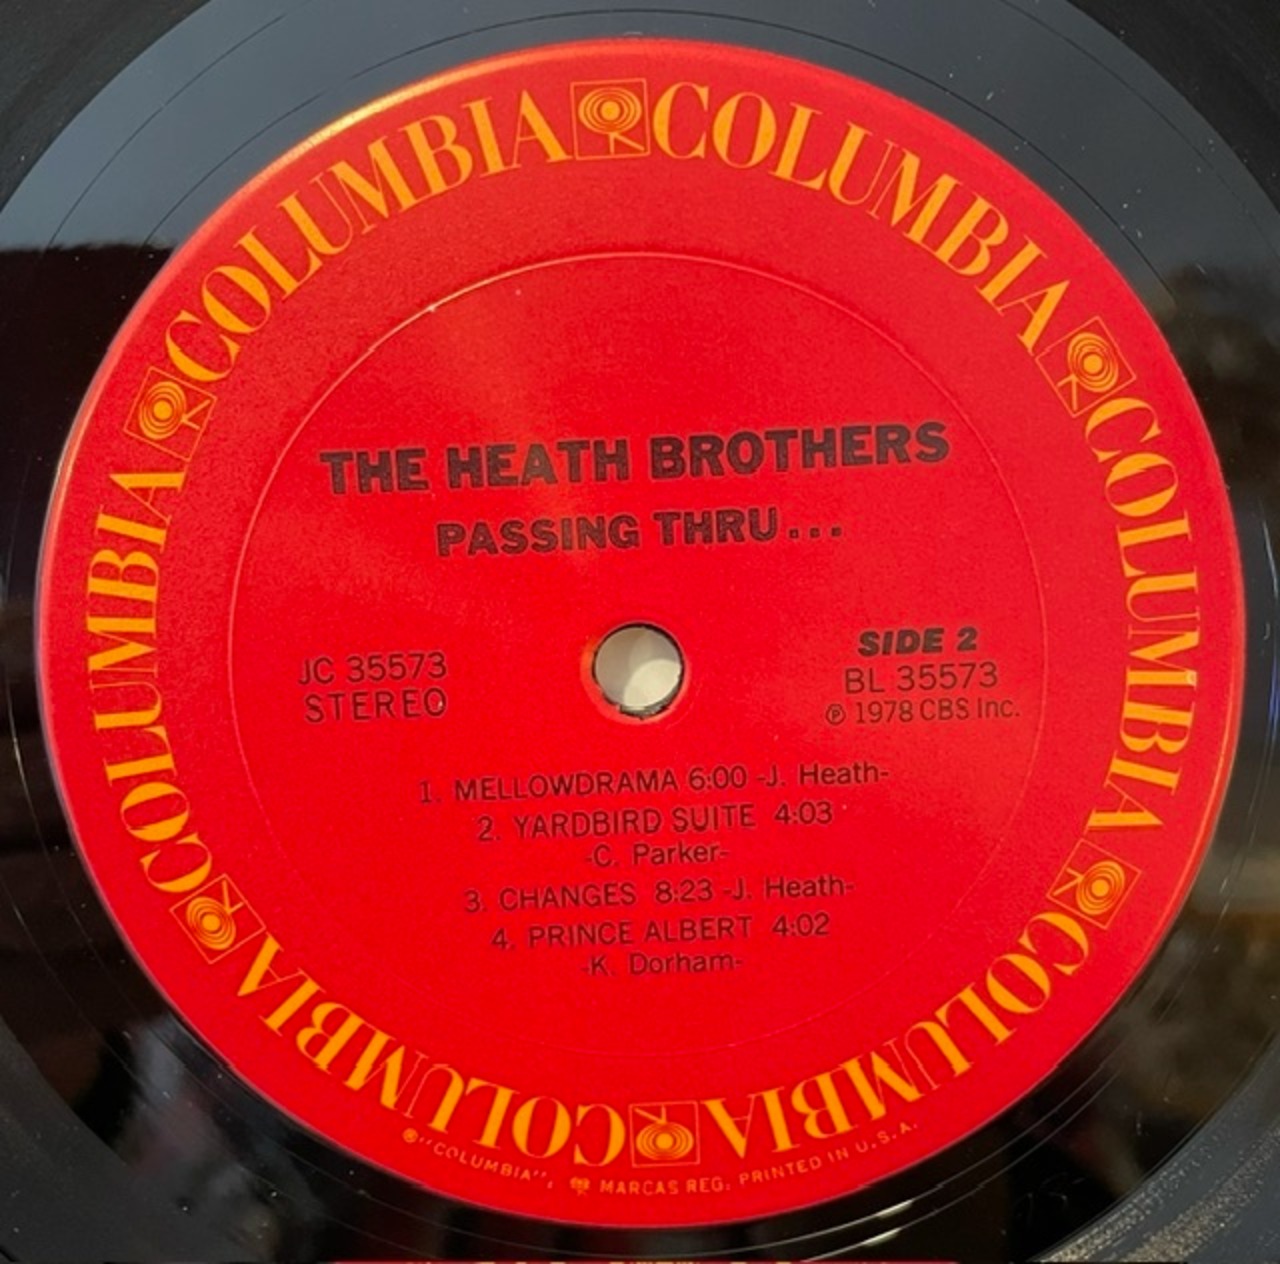 COLUMBIA COLUMBIA COLUMBIA COLUMBIA COLUMBIA COLUMBIA
THE HEATH BROTHERS
PASSING THRU...
JC 35573
STEREO
SIDE 2
BL 35573
℗ 1978 CBS Inc.
1. MELLOWDRAMA 6:00 -J. Heath-
2. YARDBIRD SUITE 4:03
-C. Parker-
3. CHANGES 8:23 -J. Heath-
4. PRINCE ALBERT 4:02
-K. Dorham-
®"COLUMBIA", MARCAS REG. PRINTED IN U.S.A.